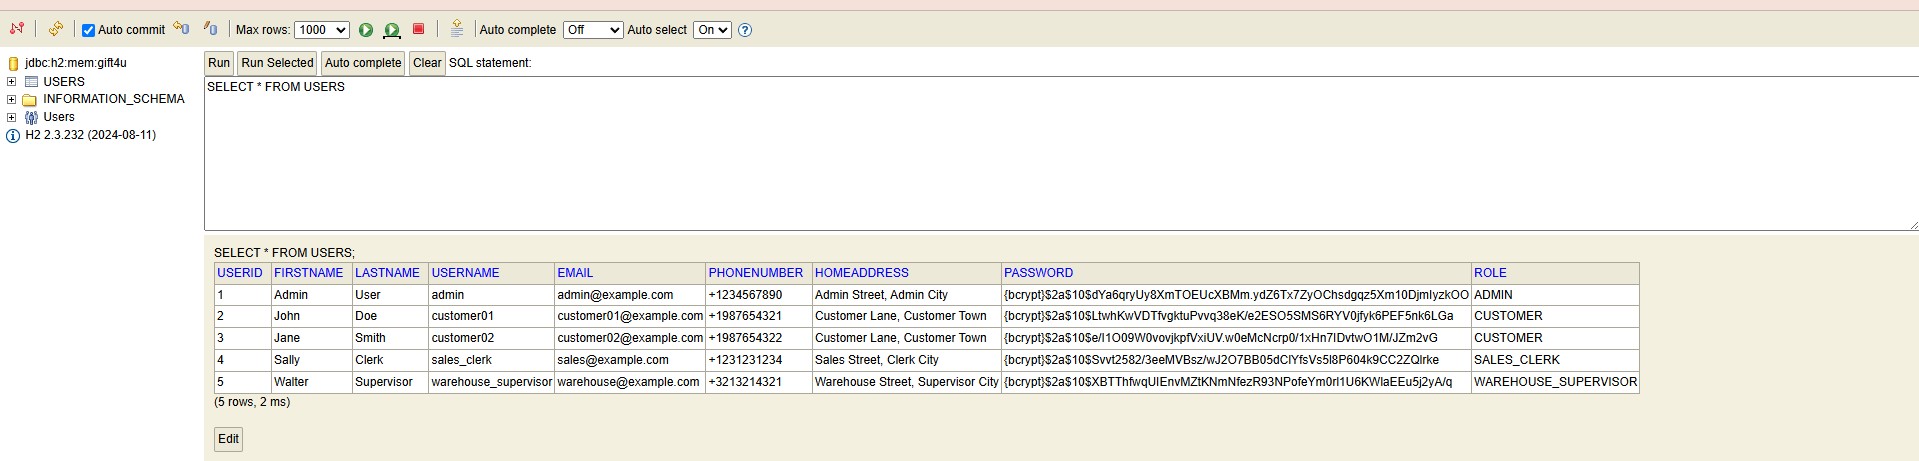 Auto commit Max rows: 1000 Auto complete Off Auto select On
jdbc:h2:mem:gift4u
USERS
INFORMATION_SCHEMA
Users
H2 2.3.232 (2024-08-11)
Run Run Selected Auto complete Clear SQL statement:
SELECT * FROM USERS
SELECT * FROM USERS;
USERID FIRSTNAME LASTNAME USERNAME EMAIL PHONENUMBER HOMEADDRESS PASSWORD ROLE
1 Admin User admin admin@example.com +1234567890 Admin Street, Admin City {bcrypt}$2a$10$dYa6qryUy8XmTOEUcXBMm.ydZ6Tx7ZyOChsdgqz5Xm10DjmIyzkOO ADMIN
2 John Doe customer01 customer01@example.com +1987654321 Customer Lane, Customer Town {bcrypt}$2a$10$LtwhKwVDTfvgktuPvvq38eK/e2ESO5SMS6RYV0jfyk6PEF5nk6LGa CUSTOMER
3 Jane Smith customer02 customer02@example.com +1987654322 Customer Lane, Customer Town {bcrypt}$2a$10$e/I1O09W0vovjkpfVxiUV.w0eMcNcrp0/1xHn7IDvtwO1M/JZm2vG CUSTOMER
4 Sally Clerk sales_clerk sales@example.com +1231231234 Sales Street, Clerk City {bcrypt}$2a$10$Svvt2582/3eeMVBsz/wJ2O7BB05dClYfsVs5I8P604k9CC2ZQlrke SALES_CLERK
5 Walter Supervisor warehouse_supervisor warehouse@example.com +3213214321 Warehouse Street, Supervisor City {bcrypt}$2a$10$XBTThfwqUlEnvMZtKNmNfezR93NPofeYm0rl1U6KWlaEEu5j2yA/q WAREHOUSE_SUPERVISOR
(5 rows, 2 ms)
Edit